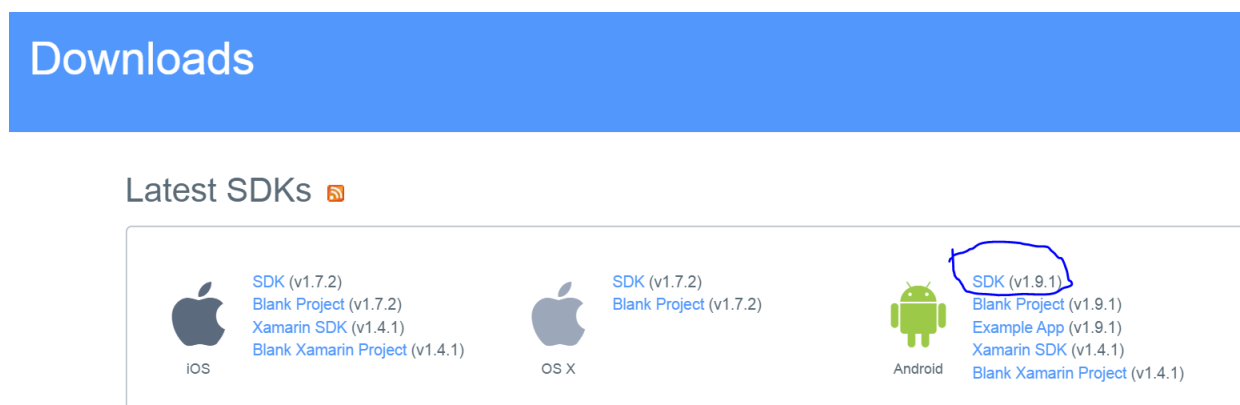 Downloads
Latest SDKs
SDK (v1.7.2)
Blank Project (v1.7.2)
Xamarin SDK (v1.4.1)
Blank Xamarin Project (v1.4.1)
iOS
SDK (v1.7.2)
Blank Project (v1.7.2)
OS X
SDK (v1.9.1)
Blank Project (v1.9.1)
Example App (v1.9.1)
Xamarin SDK (v1.4.1)
Blank Xamarin Project (v1.4.1)
Android